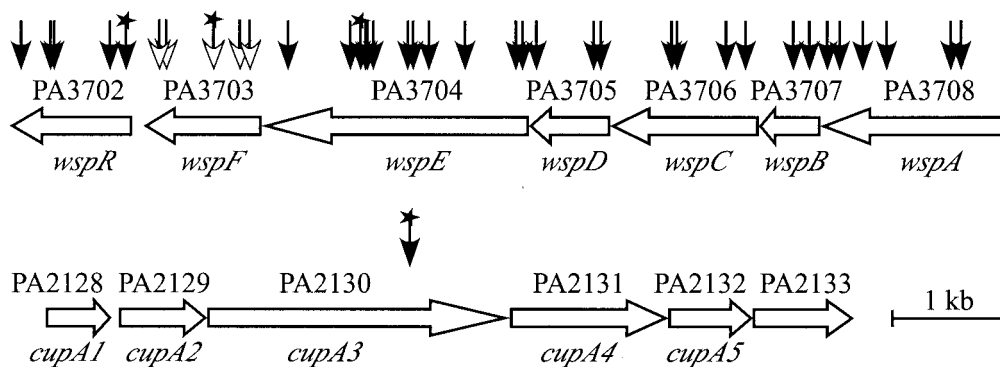 PA3702 PA3703 PA3704 PA3705 PA3706 PA3707 PA3708
wspR wspF wspE wspD wspC wspB wspA
PA2128 PA2129 PA2130 PA2131 PA2132 PA2133 1 kb
cupA1 cupA2 cupA3 cupA4 cupA5